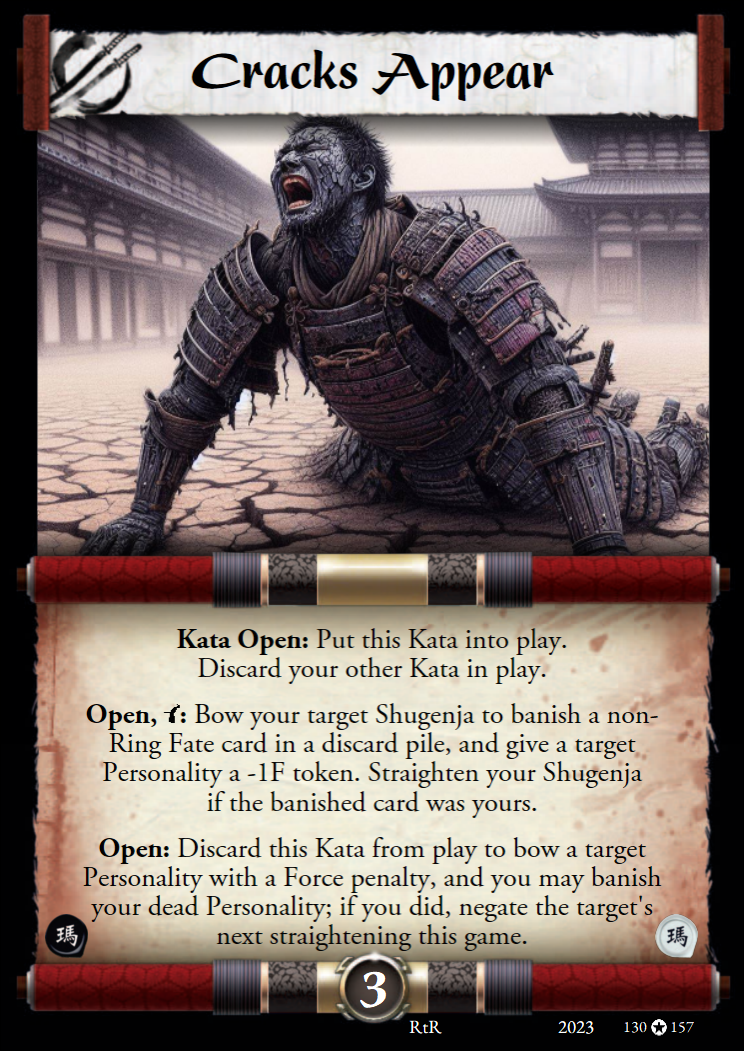 Cracks Appear
Kata Open: Put this Kata into play.
Discard your other Kata in play.
Open, : Bow your target Shugenja to banish a non-
Ring Fate card in a discard pile, and give a target
Personality a -1F token. Straighten your Shugenja
if the banished card was yours.
Open: Discard this Kata from play to bow a target
Personality with a Force penalty, and you may banish
your dead Personality; if you did, negate the target's
next straightening this game.
瑪 瑪
3
RtR 2023 130 157